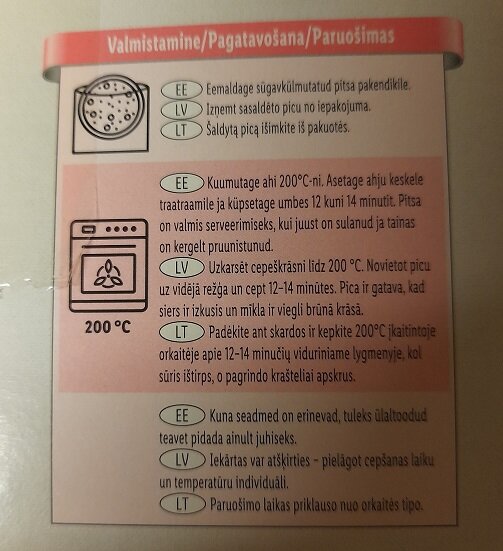 Valmistamine/Pagatavošana/Paruošimas
EE Eemaldage sügavkülmutatud pitsa pakendikile.
LV Izņemt sasaldēto picu no iepakojuma.
LT Šaldytą picą išimkite iš pakuotės.
EE Kuumutage ahi 200°C-ni. Asetage ahju keskele
traatraamile ja küpsetage umbes 12 kuni 14 minutit. Pitsa
on valmis serveerimiseks, kui juust on sulanud ja tainas
on kergelt pruunistunud.
LV Uzkarsēt cepeškrāsni līdz 200 °C. Novietot picu
uz vidējā režģa un cept 12–14 minūtes. Pica ir gatava, kad
siers ir izkusis un mīkla ir viegli brūnā krāsā.
200 °C
LT Padėkite ant skardos ir kepkite 200°C įkaitintoje
orkaitėje apie 12–14 minučių viduriniame lygmenyje, kol
sūris ištirps, o pagrindo krašteliai apskrus.
EE Kuna seadmed on erinevad, tuleks ülaltoodud
teavet pidada ainult juhiseks.
LV Iekārtas var atšķirties – pielāgot cepšanas laiku
un temperatūru individuāli.
LT Paruošimo laikas priklauso nuo orkaitės tipo.